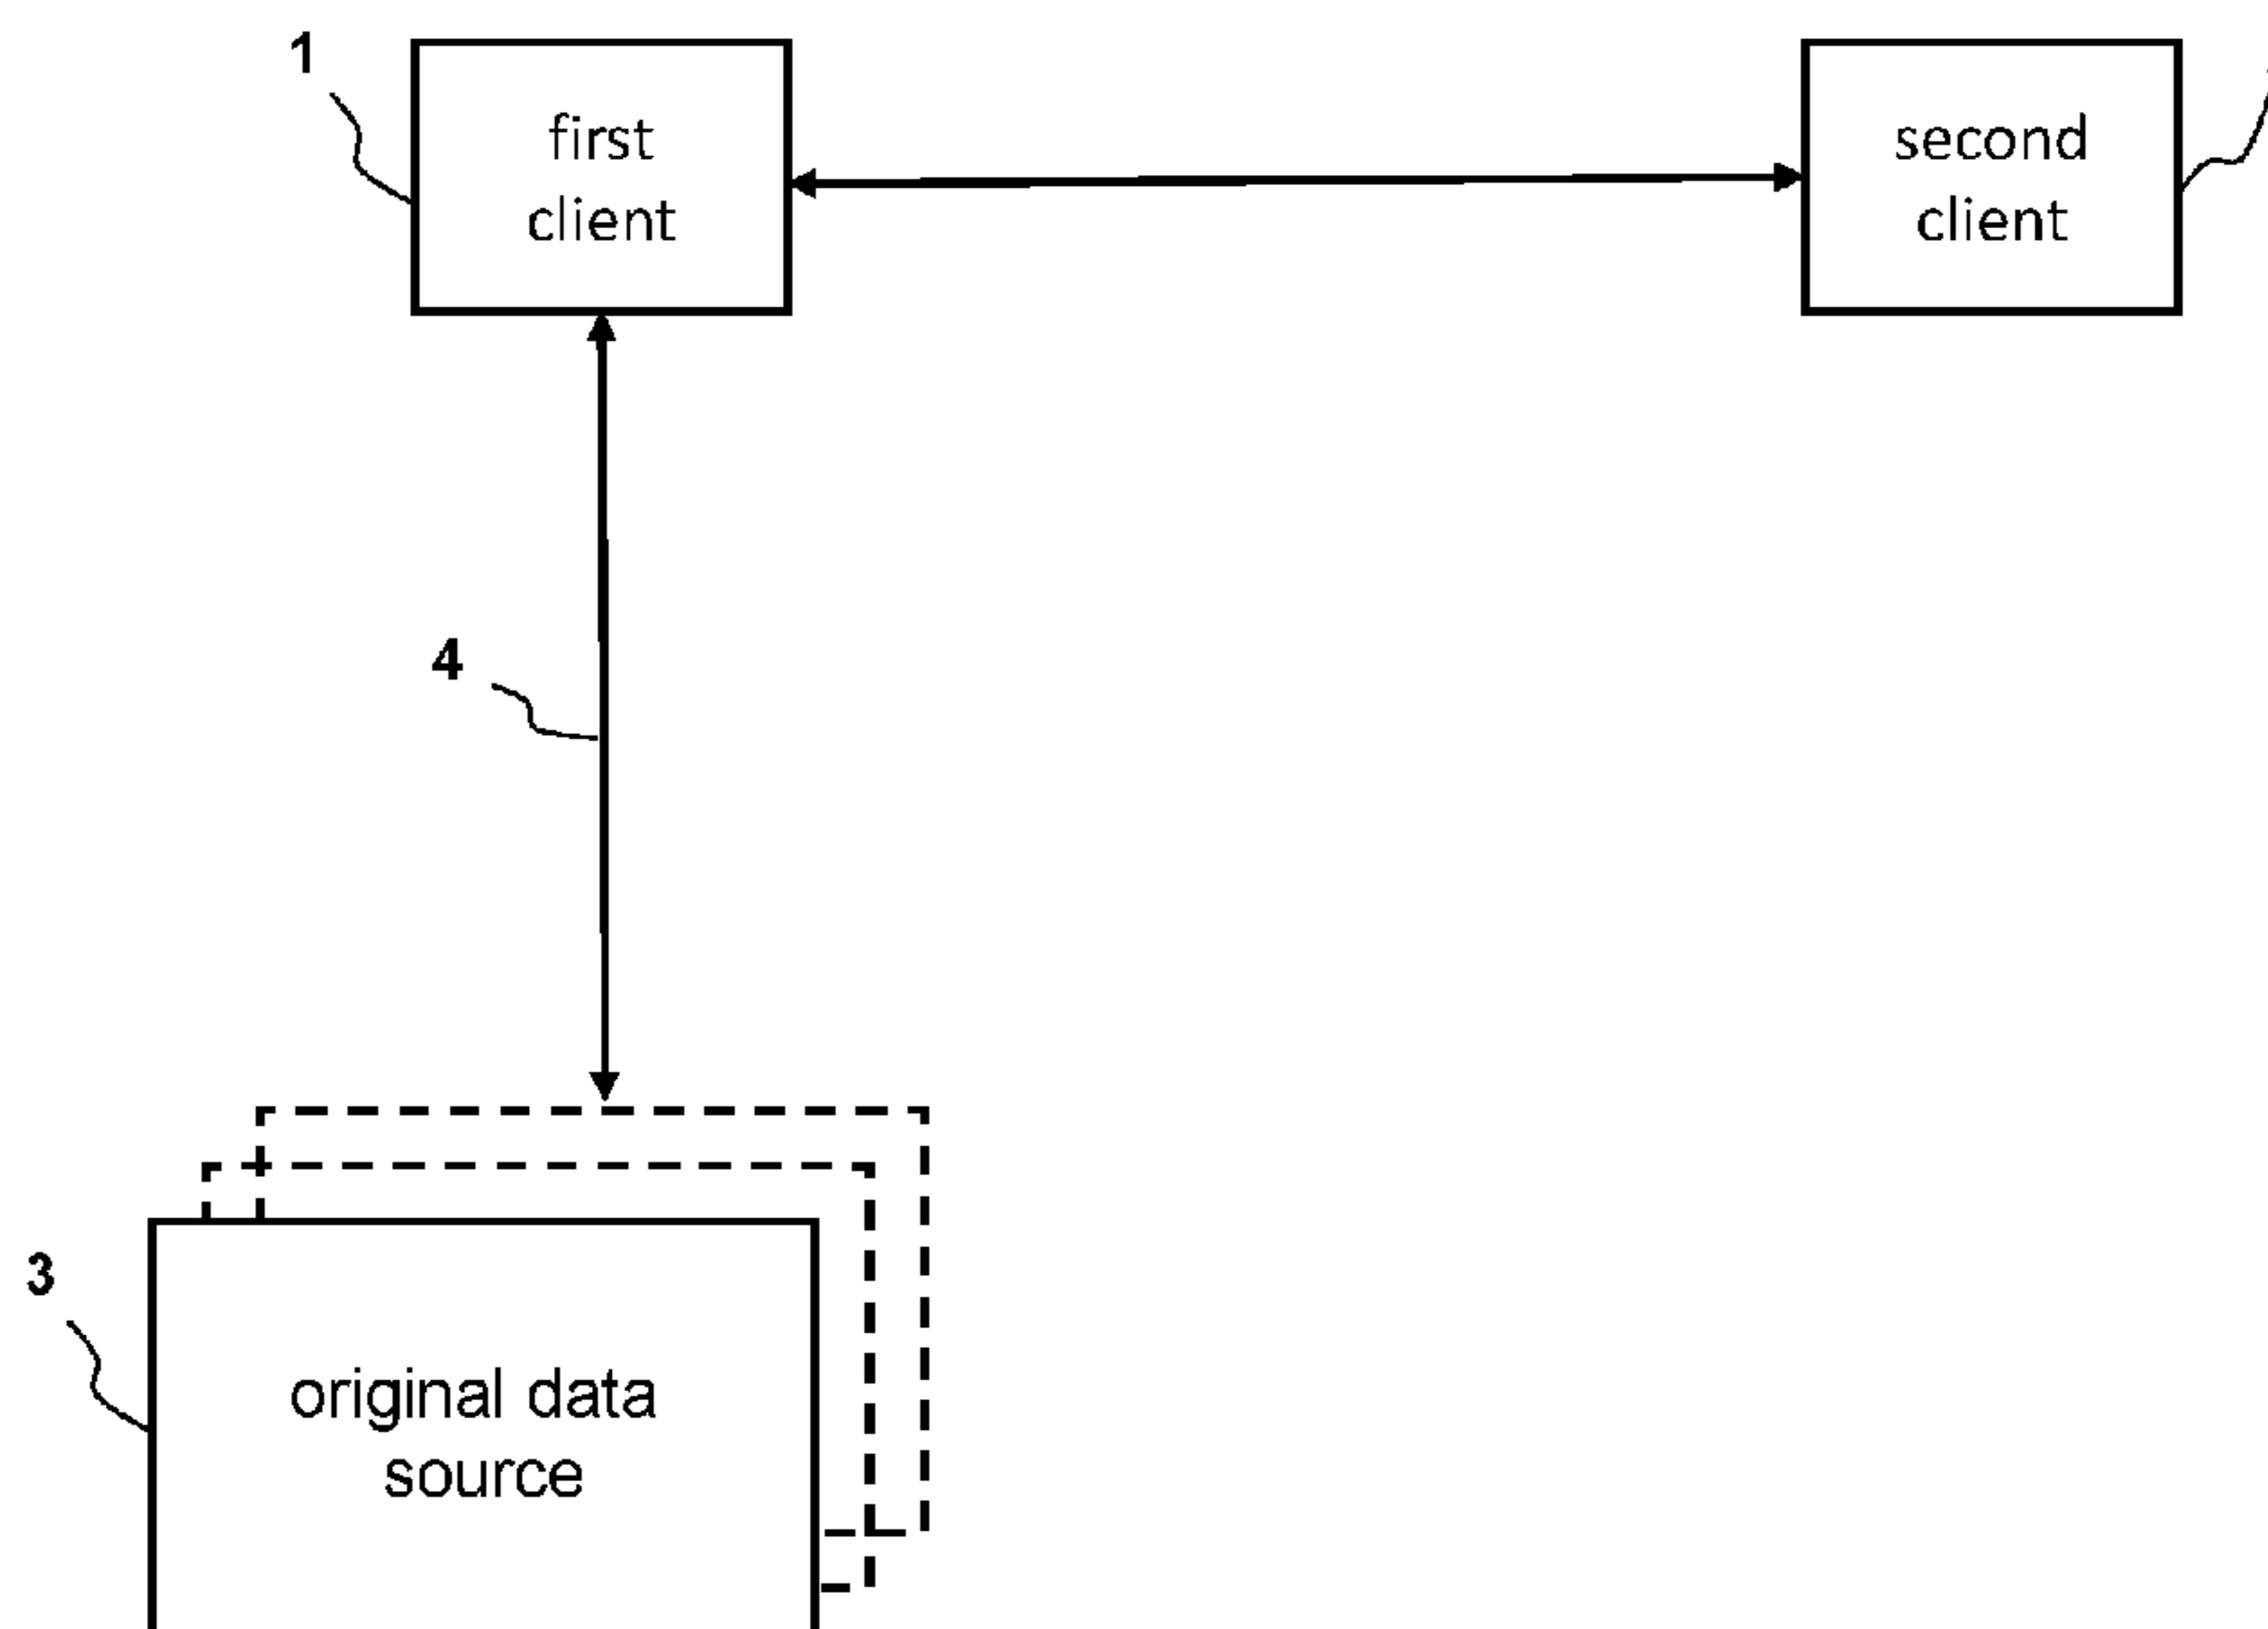 1
first
client
second
client
4
3
original data
source